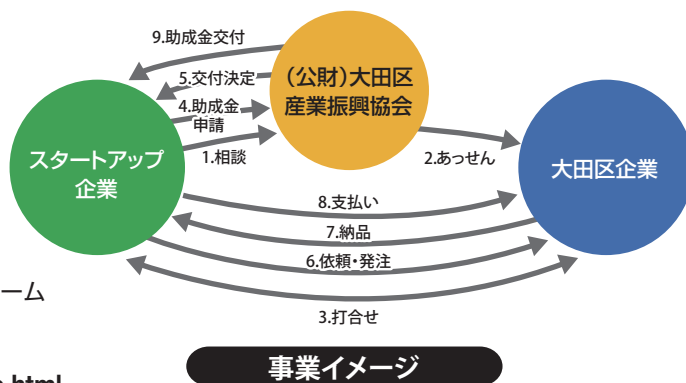 9.助成金交付
5.交付決定
4.助成金
申請
1.相談
（公財）大田区
産業振興協会
2.あっせん
スタートアップ
企業
大田区企業
8.支払い
7.納品
6.依頼・発注
3.打合せ
ーム
事業イメージ
.html